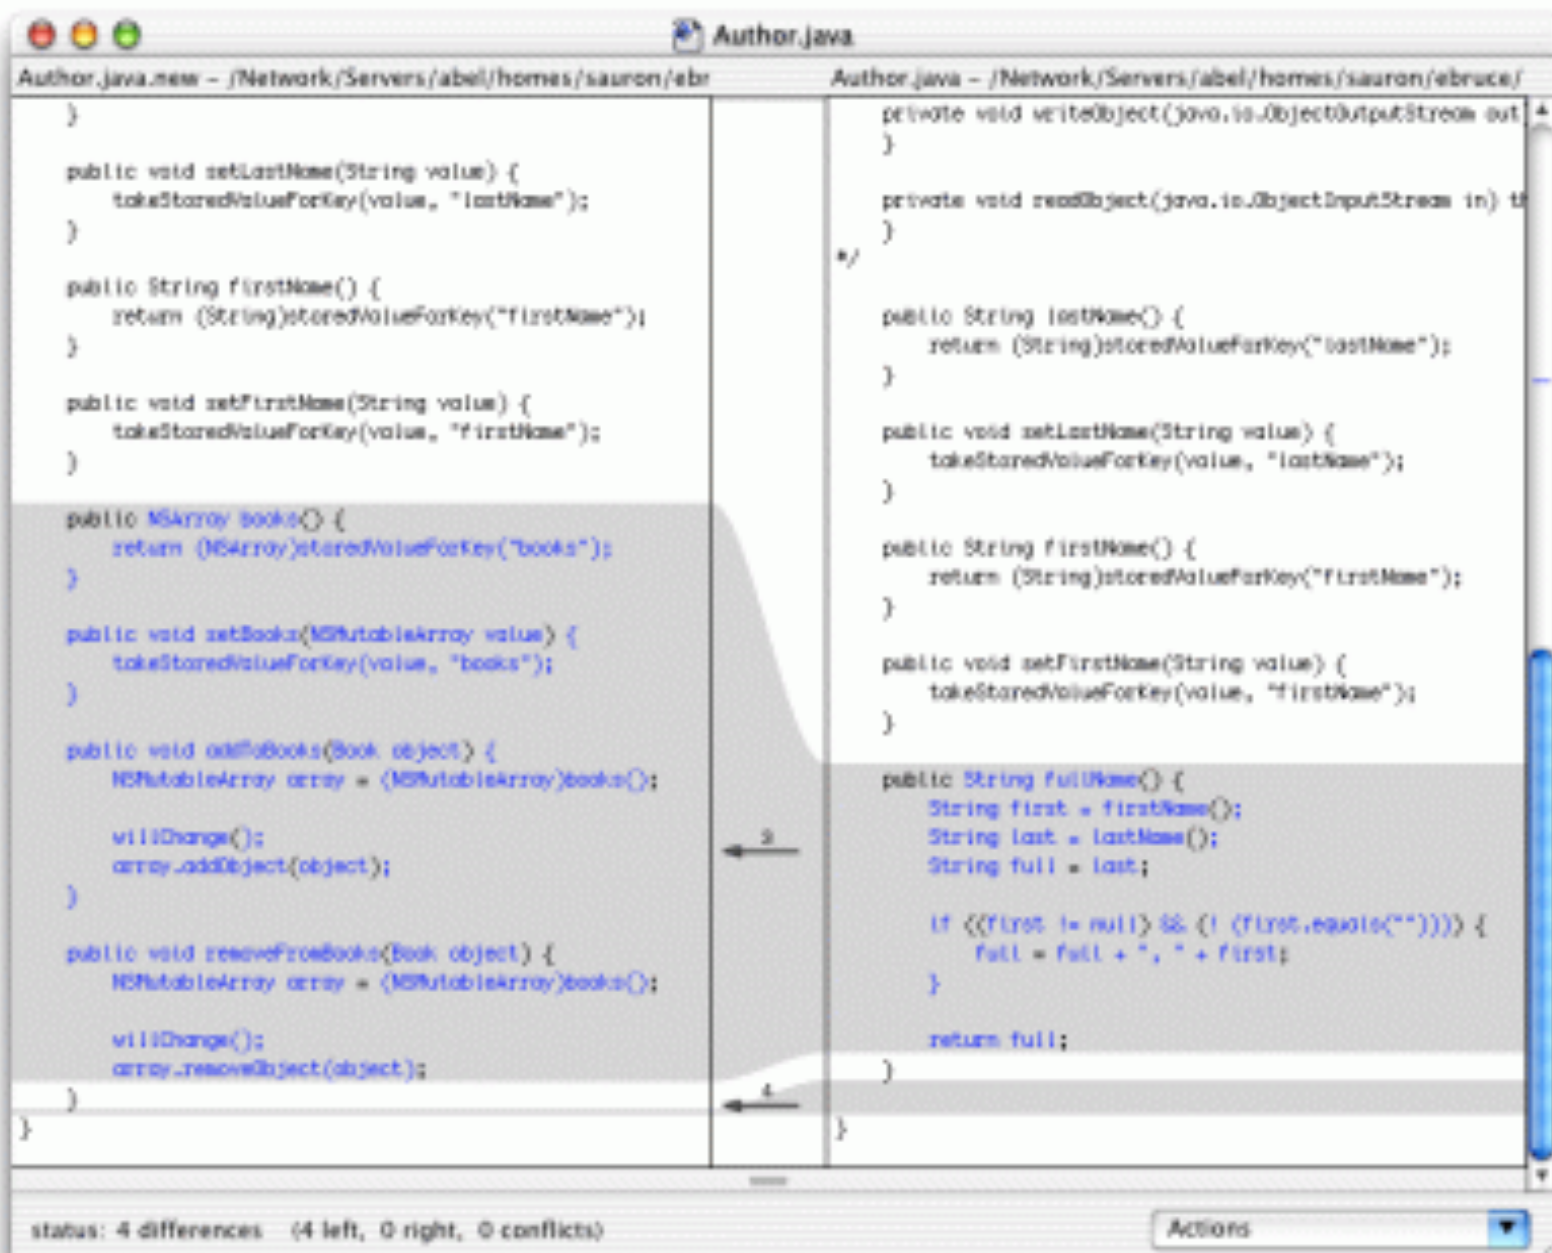 Author.java
Author.java.new - /Network/Servers/abel/homes/sauron/ebr
}
public void setLastName(String value) {
takeStoredValueForKey(value, "lastName");
}
public String firstName() {
return (String)storedValueForKey("firstName");
}
public void setFirstName(String value) {
takeStoredValueForKey(value, "firstName");
}
public NSArray books() {
return (NSArray)storedValueForKey("books");
}
public void setBooks(NSMutableArray value) {
takeStoredValueForKey(value, "books");
}
public void addToBooks(Book object) {
NSMutableArray array = (NSMutableArray)books();
willChange();
array.addObject(object);
}
public void removeFromBooks(Book object) {
NSMutableArray array = (NSMutableArray)books();
willChange();
array.removeObject(object);
}
}
3
4
Author.java - /Network/Servers/abel/homes/sauron/ebruce/
private void writeObject(java.io.ObjectOutputStream out
}
private void readObject(java.io.ObjectInputStream in) th
}
*/
public String lastName() {
return (String)storedValueForKey("lastName");
}
public void setLastName(String value) {
takeStoredValueForKey(value, "lastName");
}
public String firstName() {
return (String)storedValueForKey("firstName");
}
public void setFirstName(String value) {
takeStoredValueForKey(value, "firstName");
}
public String fullName() {
String first = firstName();
String last = lastName();
String full = last;
if ((first != null) && (! (first.equals("")))) {
full = full + ", " + first;
}
return full;
}
}
status: 4 differences (4 left, 0 right, 0 conflicts)
Actions